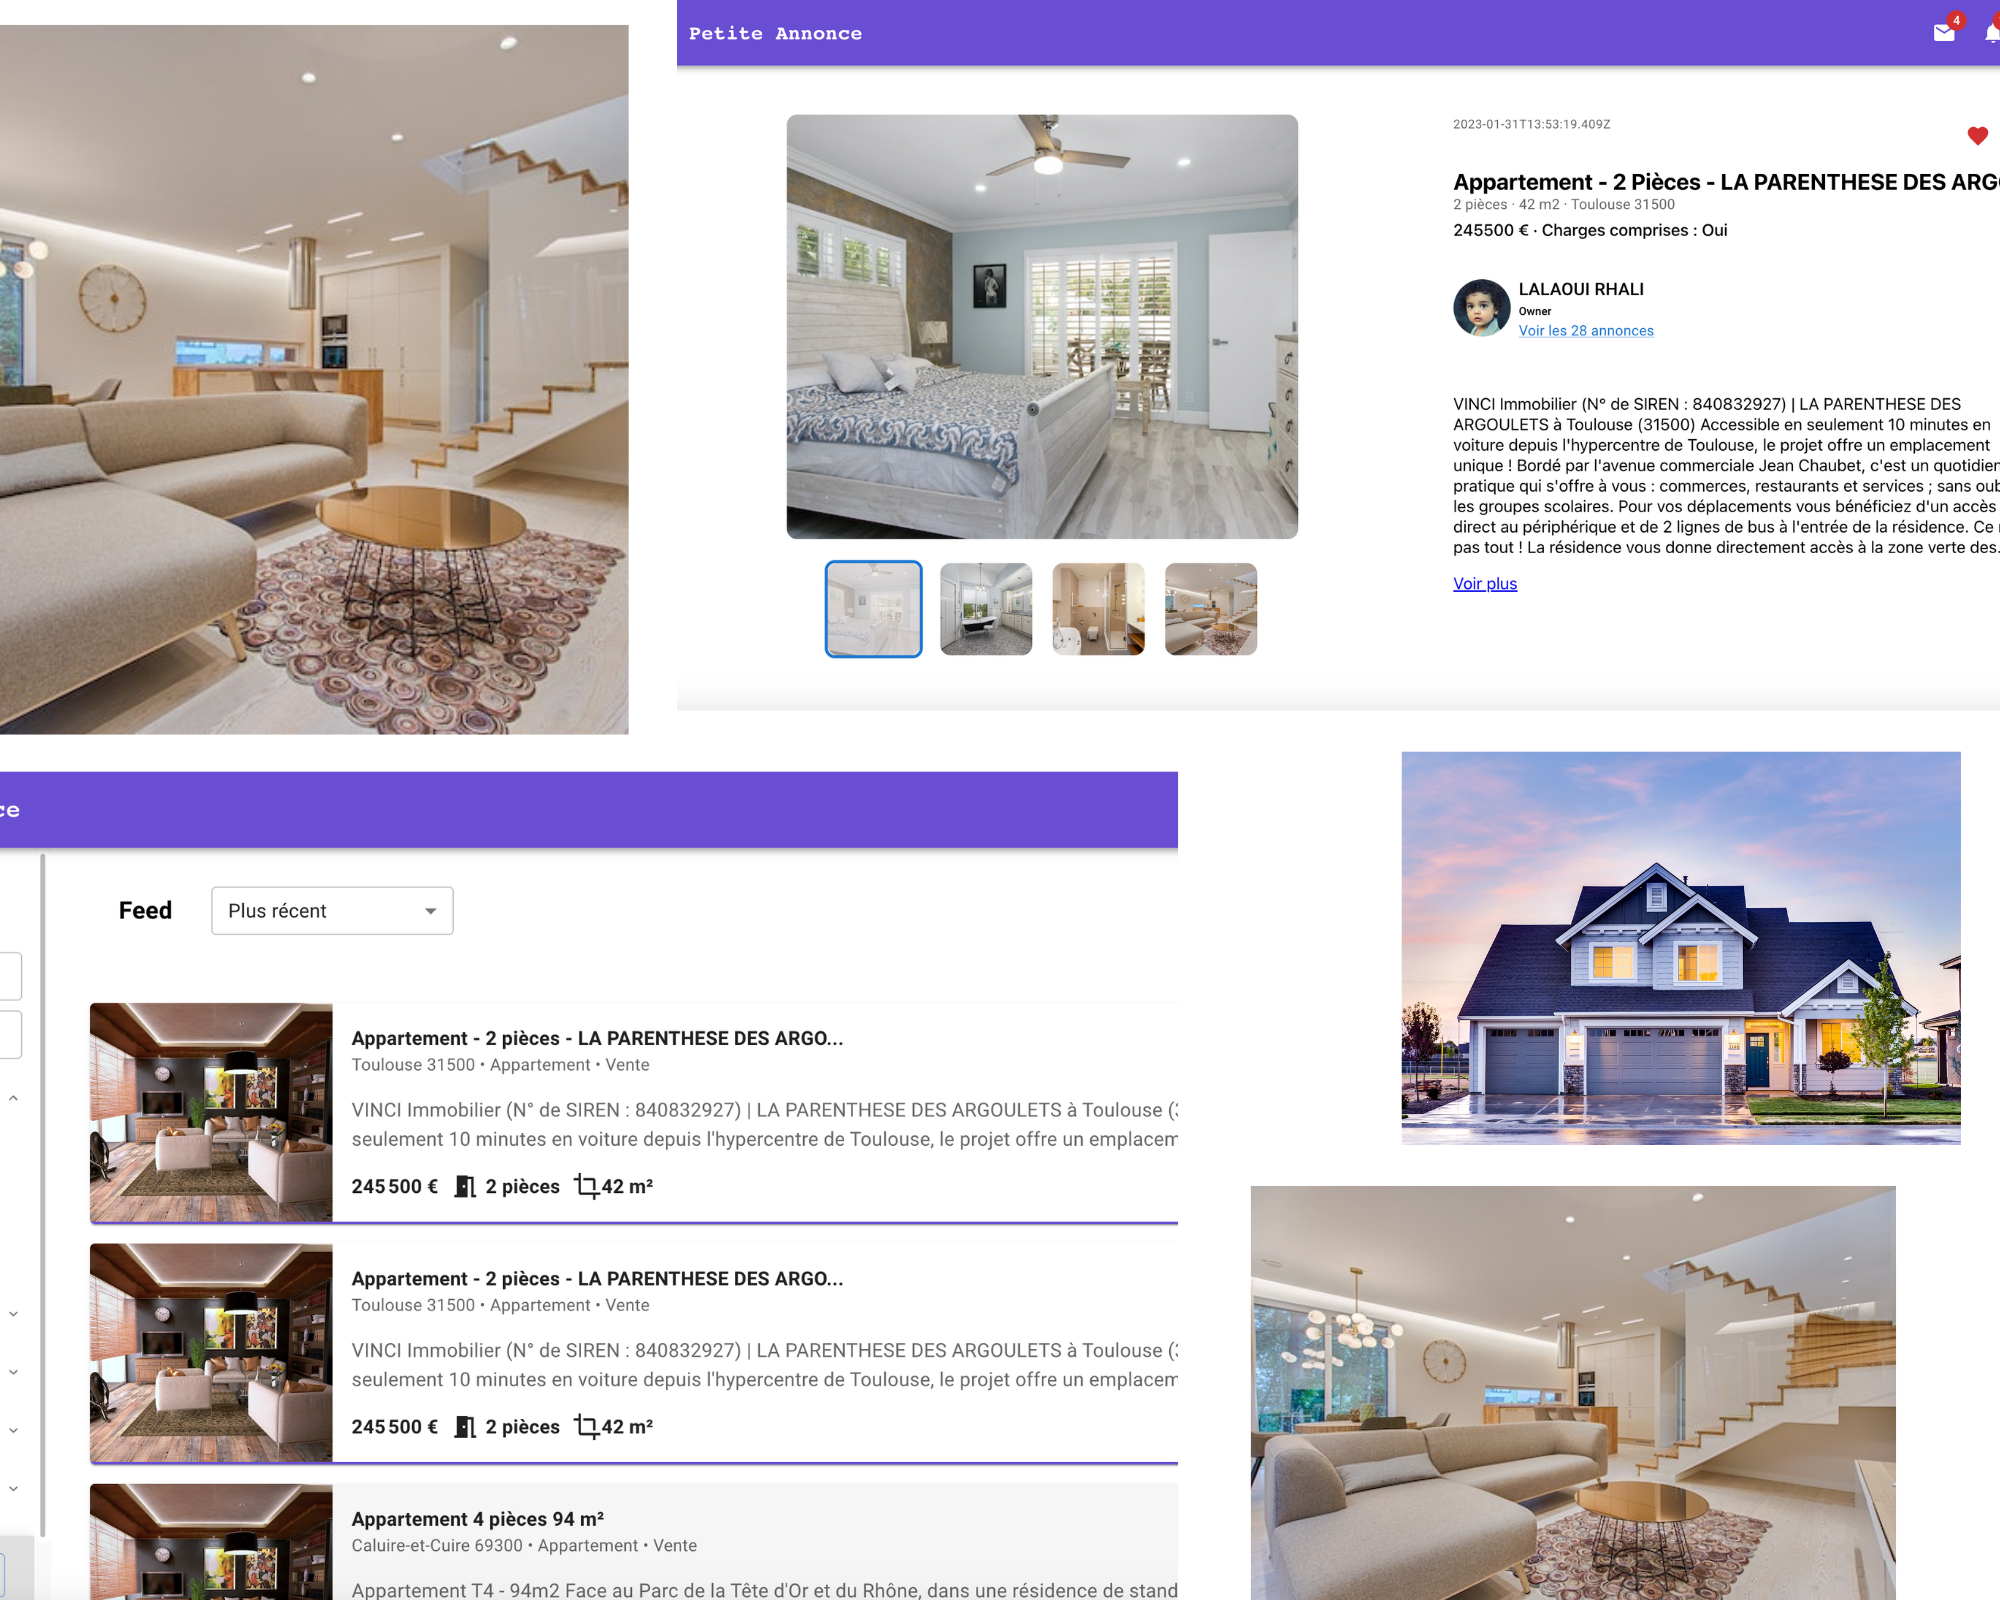 Petite Annonce
4
2023-01-31T13:53:19.409Z
Appartement - 2 Pièces - LA PARENTHESE DES ARG
2 pièces · 42 m2 · Toulouse 31500
245500 € · Charges comprises : Oui
LALAOUI RHALI
Owner
Voir les 28 annonces
VINCI Immobilier (N° de SIREN : 840832927) | LA PARENTHESE DES
ARGOULETS à Toulouse (31500) Accessible en seulement 10 minutes en
voiture depuis l'hypercentre de Toulouse, le projet offre un emplacement
unique ! Bordé par l'avenue commerciale Jean Chaubet, c'est un quotidien
pratique qui s'offre à vous : commerces, restaurants et services ; sans oub
les groupes scolaires. Pour vos déplacements vous bénéficiez d'un accès
direct au périphérique et de 2 lignes de bus à l'entrée de la résidence. Ce
pas tout ! La résidence vous donne directement accès à la zone verte des.
Voir plus
ce
Feed
Plus récent
Appartement - 2 pièces - LA PARENTHESE DES ARGO...
Toulouse 31500 • Appartement • Vente
VINCI Immobilier (N° de SIREN : 840832927) | LA PARENTHESE DES ARGOULETS à Toulouse (
seulement 10 minutes en voiture depuis l'hypercentre de Toulouse, le projet offre un emplacem
245 500 € 2 pièces 42 m²
Appartement - 2 pièces - LA PARENTHESE DES ARGO...
Toulouse 31500 • Appartement • Vente
VINCI Immobilier (N° de SIREN : 840832927) | LA PARENTHESE DES ARGOULETS à Toulouse (
seulement 10 minutes en voiture depuis l'hypercentre de Toulouse, le projet offre un emplacem
245 500 € 2 pièces 42 m²
Appartement 4 pièces 94 m²
Caluire-et-Cuire 69300 • Appartement • Vente
Appartement T4 - 94m2 Face au Parc de la Tête d'Or et du Rhône, dans une résidence de stand